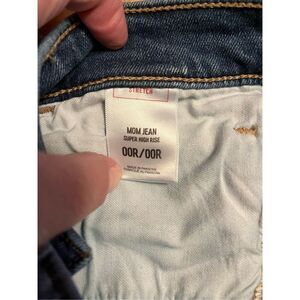 STRETCH
MOM JEAN
SUPER HIGH RISE
00R/00R